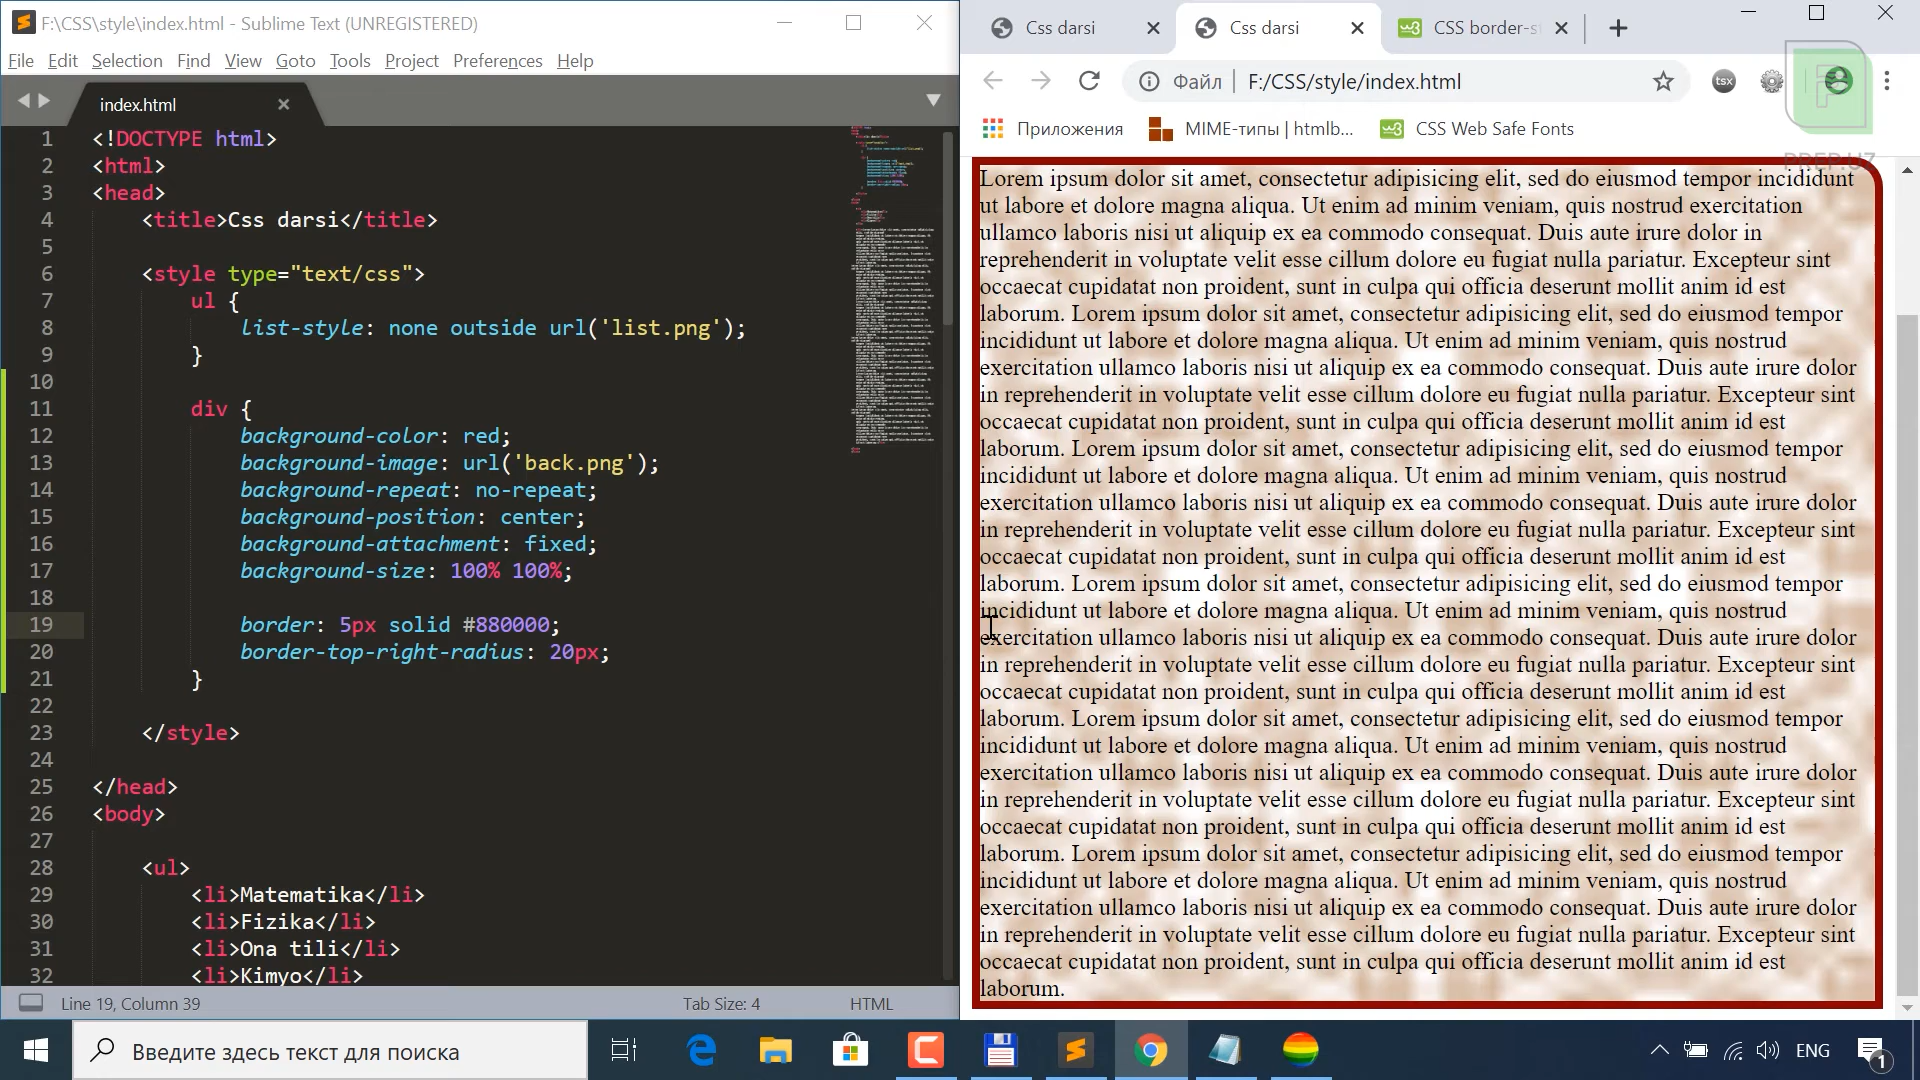 F:\CSS\style\index.html - Sublime Text (UNREGISTERED)
File Edit Selection Find View Goto Tools Project Preferences Help
index.html
1 <!DOCTYPE html>
2 <html>
3 <head>
4 <title>Css darsi</title>
5
6 <style type="text/css">
7 ul {
8 list-style: none outside url('list.png');
9 }
10
11 div {
12 background-color: red;
13 background-image: url('back.png');
14 background-repeat: no-repeat;
15 background-position: center;
16 background-attachment: fixed;
17 background-size: 100% 100%;
18
19 border: 5px solid #880000;
20 border-top-right-radius: 20px;
21 }
22
23 </style>
24
25 </head>
26 <body>
27
28 <ul>
29 <li>Matematika</li>
30 <li>Fizika</li>
31 <li>Ona tili</li>
32 <li>Kimyo</li>
Line 19, Column 39 Tab Size: 4 HTML
Css darsi Css darsi CSS border-s
Файл F:/CSS/style/index.html tsx
Приложения MIME-типы | htmlb... CSS Web Safe Fonts
PREP.UZ
Lorem ipsum dolor sit amet, consectetur adipisicing elit, sed do eiusmod tempor incididunt
ut labore et dolore magna aliqua. Ut enim ad minim veniam, quis nostrud exercitation
ullamco laboris nisi ut aliquip ex ea commodo consequat. Duis aute irure dolor in
reprehenderit in voluptate velit esse cillum dolore eu fugiat nulla pariatur. Excepteur sint
occaecat cupidatat non proident, sunt in culpa qui officia deserunt mollit anim id est
laborum. Lorem ipsum dolor sit amet, consectetur adipisicing elit, sed do eiusmod tempor
incididunt ut labore et dolore magna aliqua. Ut enim ad minim veniam, quis nostrud
exercitation ullamco laboris nisi ut aliquip ex ea commodo consequat. Duis aute irure dolor
in reprehenderit in voluptate velit esse cillum dolore eu fugiat nulla pariatur. Excepteur sint
occaecat cupidatat non proident, sunt in culpa qui officia deserunt mollit anim id est
laborum. Lorem ipsum dolor sit amet, consectetur adipisicing elit, sed do eiusmod tempor
incididunt ut labore et dolore magna aliqua. Ut enim ad minim veniam, quis nostrud
exercitation ullamco laboris nisi ut aliquip ex ea commodo consequat. Duis aute irure dolor
in reprehenderit in voluptate velit esse cillum dolore eu fugiat nulla pariatur. Excepteur sint
occaecat cupidatat non proident, sunt in culpa qui officia deserunt mollit anim id est
laborum. Lorem ipsum dolor sit amet, consectetur adipisicing elit, sed do eiusmod tempor
incididunt ut labore et dolore magna aliqua. Ut enim ad minim veniam, quis nostrud
exercitation ullamco laboris nisi ut aliquip ex ea commodo consequat. Duis aute irure dolor
in reprehenderit in voluptate velit esse cillum dolore eu fugiat nulla pariatur. Excepteur sint
occaecat cupidatat non proident, sunt in culpa qui officia deserunt mollit anim id est
laborum. Lorem ipsum dolor sit amet, consectetur adipisicing elit, sed do eiusmod tempor
incididunt ut labore et dolore magna aliqua. Ut enim ad minim veniam, quis nostrud
exercitation ullamco laboris nisi ut aliquip ex ea commodo consequat. Duis aute irure dolor
in reprehenderit in voluptate velit esse cillum dolore eu fugiat nulla pariatur. Excepteur sint
occaecat cupidatat non proident, sunt in culpa qui officia deserunt mollit anim id est
laborum. Lorem ipsum dolor sit amet, consectetur adipisicing elit, sed do eiusmod tempor
incididunt ut labore et dolore magna aliqua. Ut enim ad minim veniam, quis nostrud
exercitation ullamco laboris nisi ut aliquip ex ea commodo consequat. Duis aute irure dolor
in reprehenderit in voluptate velit esse cillum dolore eu fugiat nulla pariatur. Excepteur sint
occaecat cupidatat non proident, sunt in culpa qui officia deserunt mollit anim id est
laborum.
Введите здесь текст для поиска ENG 1